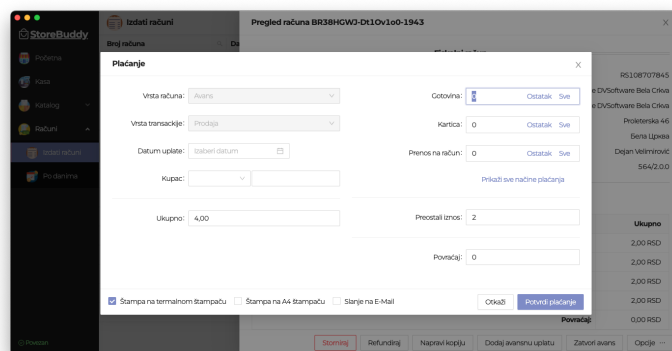 StoreBuddy
Početna
Kasa
Katalog
Računi
Izdati računi
Po danima
Povezan
Izdati računi
Broj računa
Da
Pregled računa BR38HGWJ-Dt1Ov1o0-1943
RS108707845
e DVSoftware Bela Crkva
e DVSoftware Bela Crkva
Proleterska 46
Бела Црква
Dejan Velimirović
564/2.0.0
Ukupno
2,00 RSD
2,00 RSD
2,00 RSD
2,00 RSD
Povraćaj: 0,00 RSD
Plaćanje
Vrsta računa: Avans
Vrsta transackije: Prodaja
Datum uplate: Izaberi datum
Kupac:
Ukupno: 4,00
Gotovina: 0 Ostatak Sve
Kartica: 0 Ostatak Sve
Prenos na račun: 0 Ostatak Sve
Prikaži sve načine plaćanja
Preostali iznos: 2
Povraćaj: 0
Štampa na termalnom štampaču Štampa na A4 štampaču Slanje na E-Mail
Otkaži Potvrdi plaćanje
Storniraj Refundiraj Napravi kopiju Dodaj avansnu uplatu Zatvori avans Opcije ···